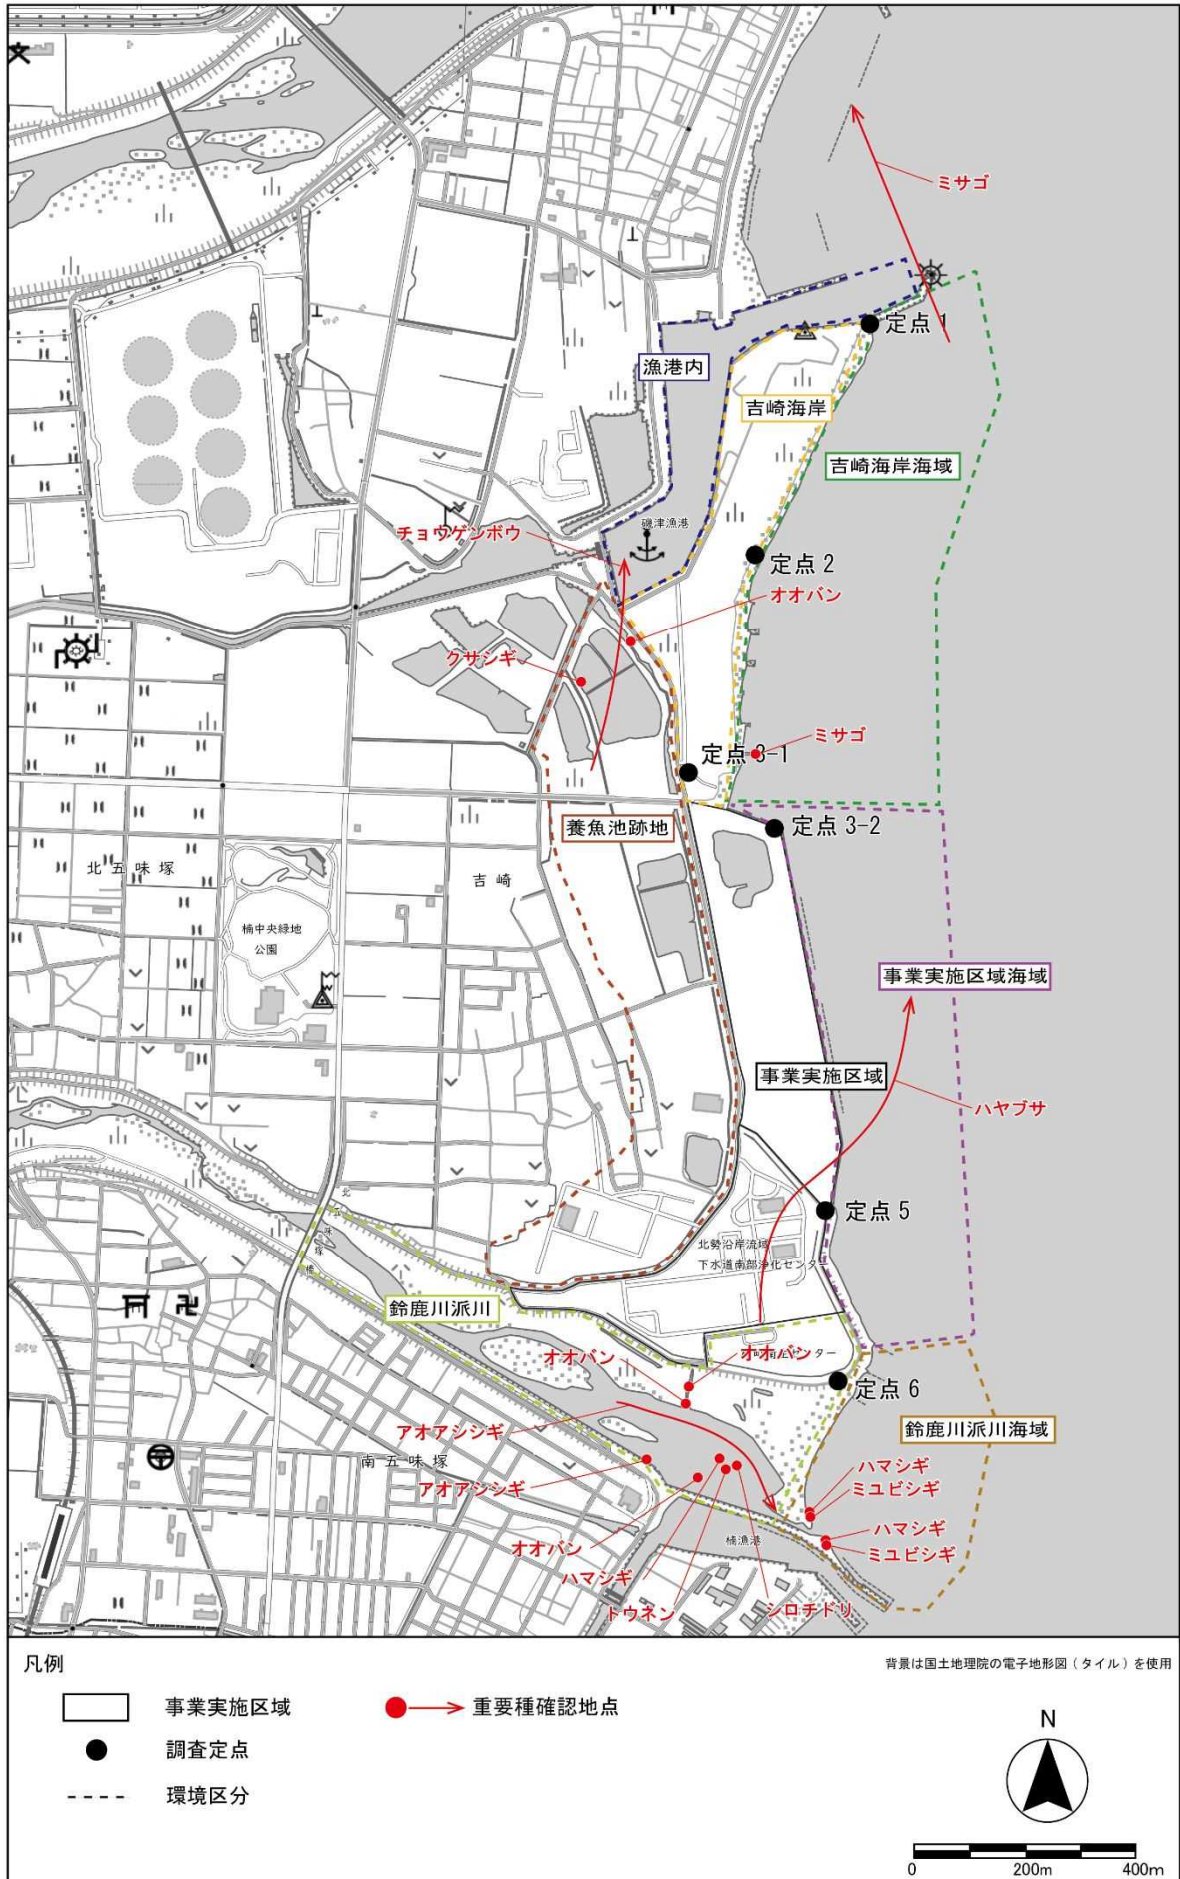 ミサゴ
定点 1
漁港内
吉崎海岸
吉崎海岸海域
磯津漁港
チョウゲンボウ
定点 2
オオバン
クサシギ
ミサゴ
定点 3-1
養魚池跡地
定点 3-2
北五味塚
吉崎
楠中央緑地
公園
事業実施区域海域
事業実施区域
ハヤブサ
定点 5
北勢沿岸流域
下水道南部浄化センター
鈴鹿川派川
オオバン
オオバン
定点 6
アオアシシギ
鈴鹿川派川海域
南五味塚
アオアシシギ
ハマシギ
ミユビシギ
オオバン
楠漁港
ハマシギ
ミユビシギ
ハマシギ
トウネン
シロチドリ
凡例
背景は国土地理院の電子地形図（タイル）を使用
事業実施区域
重要種確認地点
調査定点
環境区分
N
0 200m 400m